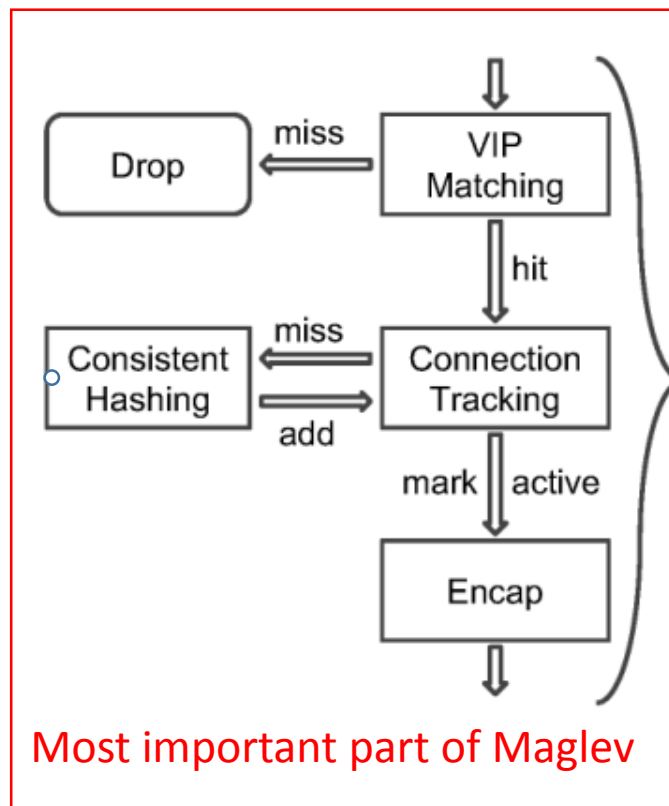 miss
Drop
VIP
Matching
hit
miss
Consistent
Hashing
Connection
Tracking
add
mark active
Encap
Most important part of Maglev